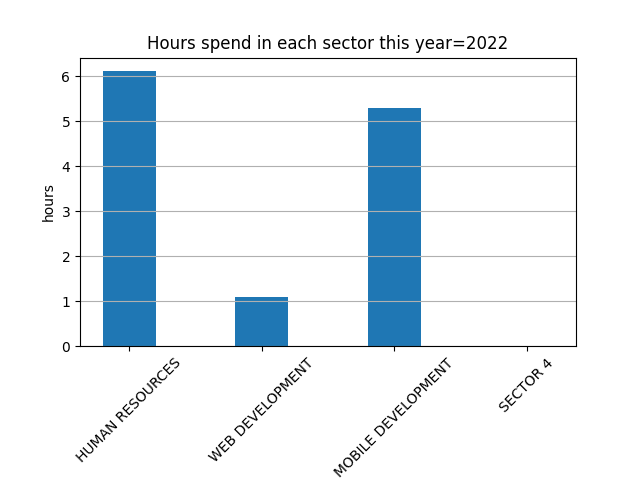 Hours spend in each sector this year=2022
hours
6
5
4
3
2
1
0
HUMAN RESOURCES
WEB DEVELOPMENT
MOBILE DEVELOPMENT
SECTOR 4